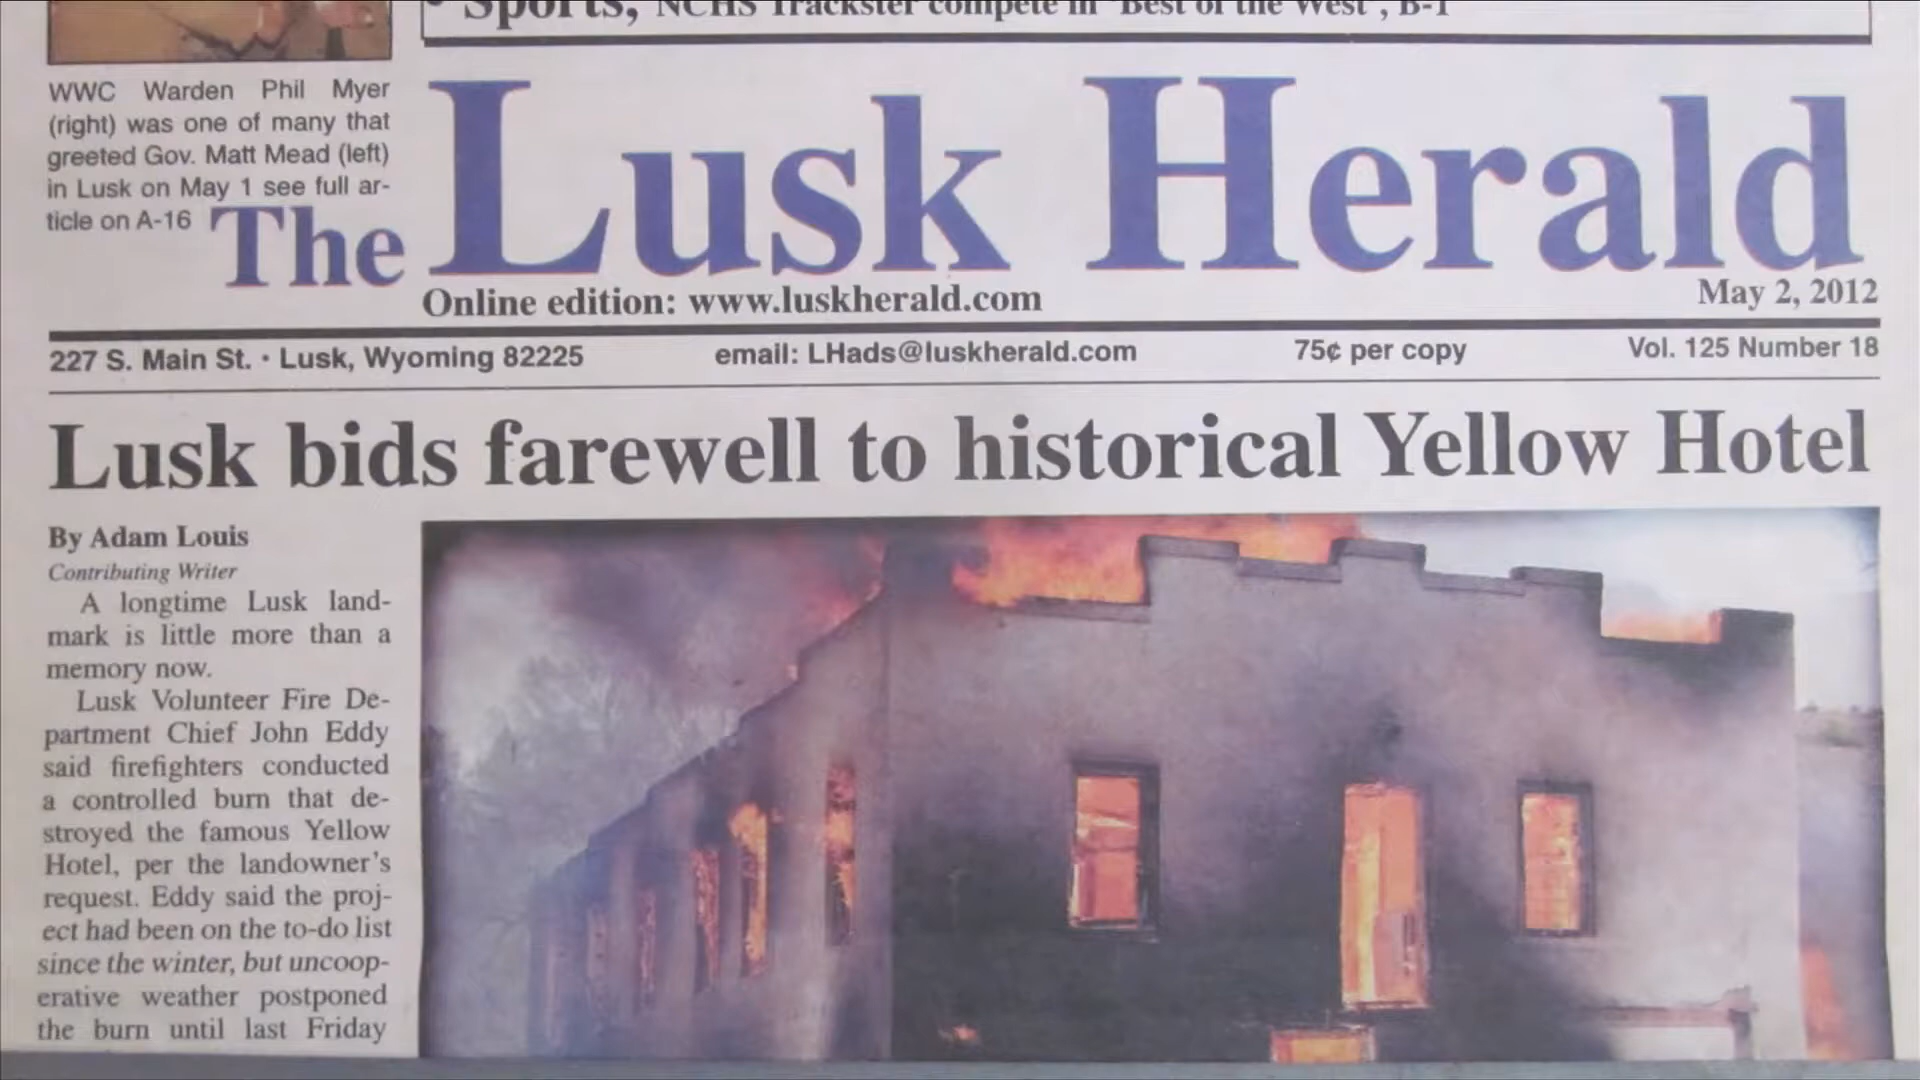 Sports, NCHS Trackster compete in "Best of the West", B-1
WWC Warden Phil Myer
(right) was one of many that
greeted Gov. Matt Mead (left)
in Lusk on May 1 see full ar-
ticle on A-16
The Lusk Herald
Online edition: www.luskherald.com
May 2, 2012
227 S. Main St. • Lusk, Wyoming 82225 email: LHads@luskherald.com 75¢ per copy Vol. 125 Number 18
Lusk bids farewell to historical Yellow Hotel
By Adam Louis
Contributing Writer
A longtime Lusk land-
mark is little more than a
memory now.
Lusk Volunteer Fire De-
partment Chief John Eddy
said firefighters conducted
a controlled burn that de-
stroyed the famous Yellow
Hotel, per the landowner's
request. Eddy said the proj-
ect had been on the to-do list
since the winter, but uncoop-
erative weather postponed
the burn until last Friday